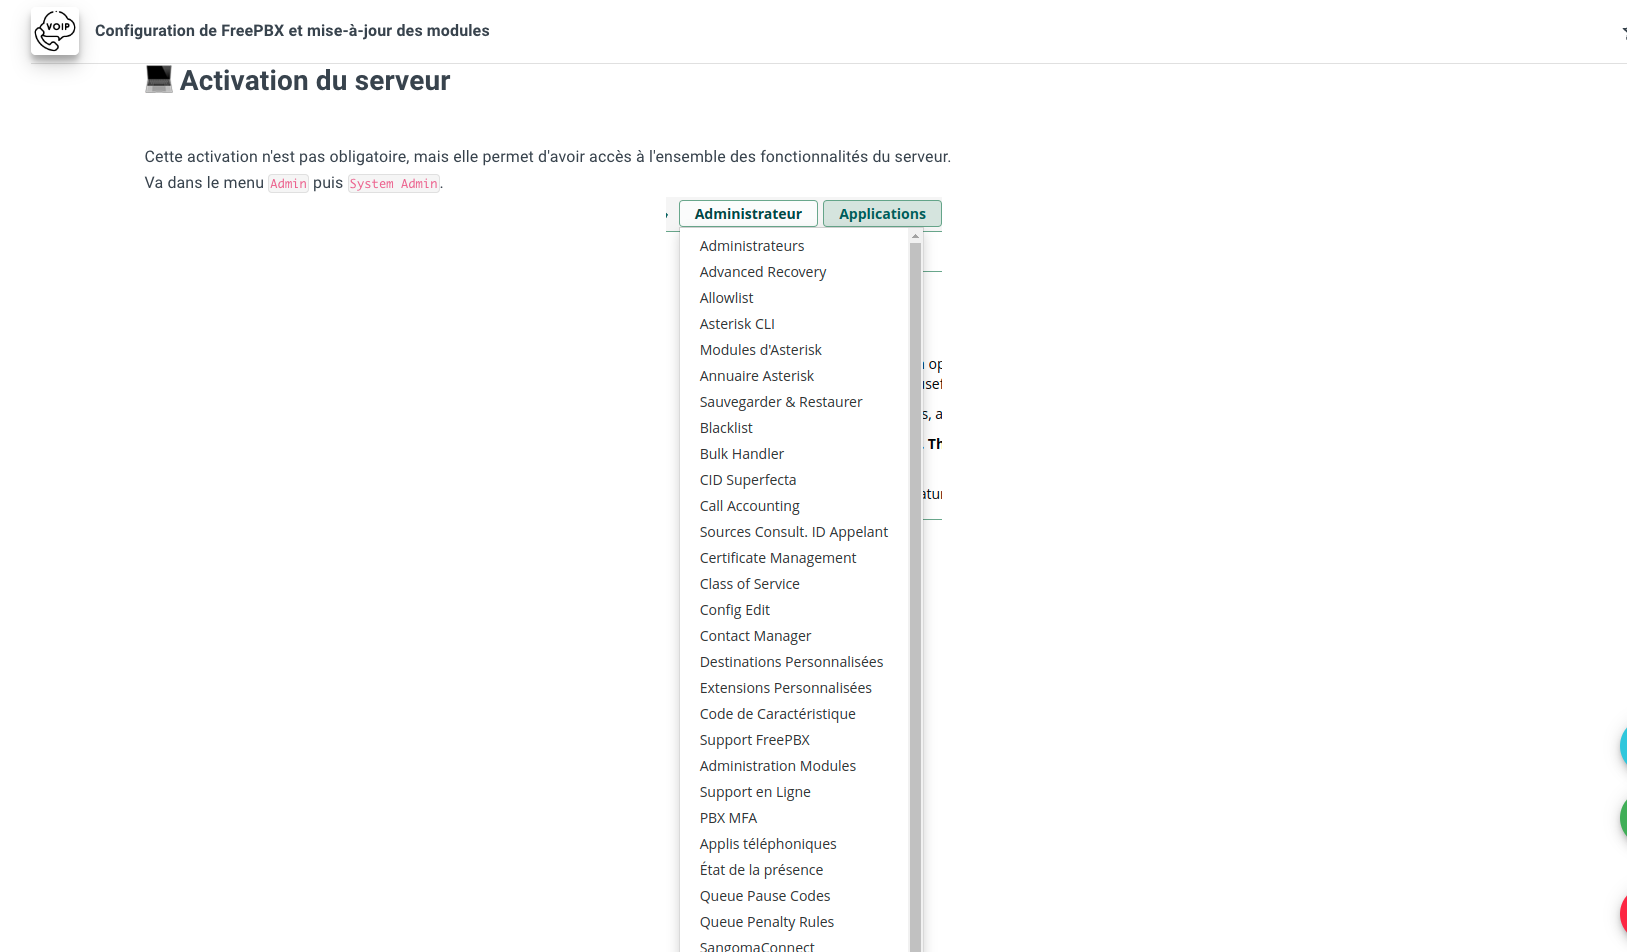 VOIP
Configuration de FreePBX et mise-à-jour des modules
Activation du serveur
Cette activation n'est pas obligatoire, mais elle permet d'avoir accès à l'ensemble des fonctionnalités du serveur.
Va dans le menu Admin puis System Admin.
Administrateur Applications
Administrateurs
Advanced Recovery
Allowlist
Asterisk CLI
Modules d'Asterisk
Annuaire Asterisk
Sauvegarder & Restaurer
Blacklist
Bulk Handler
CID Superfecta
Call Accounting
Sources Consult. ID Appelant
Certificate Management
Class of Service
Config Edit
Contact Manager
Destinations Personnalisées
Extensions Personnalisées
Code de Caractéristique
Support FreePBX
Administration Modules
Support en Ligne
PBX MFA
Applis téléphoniques
État de la présence
Queue Pause Codes
Queue Penalty Rules
SangomaConnect